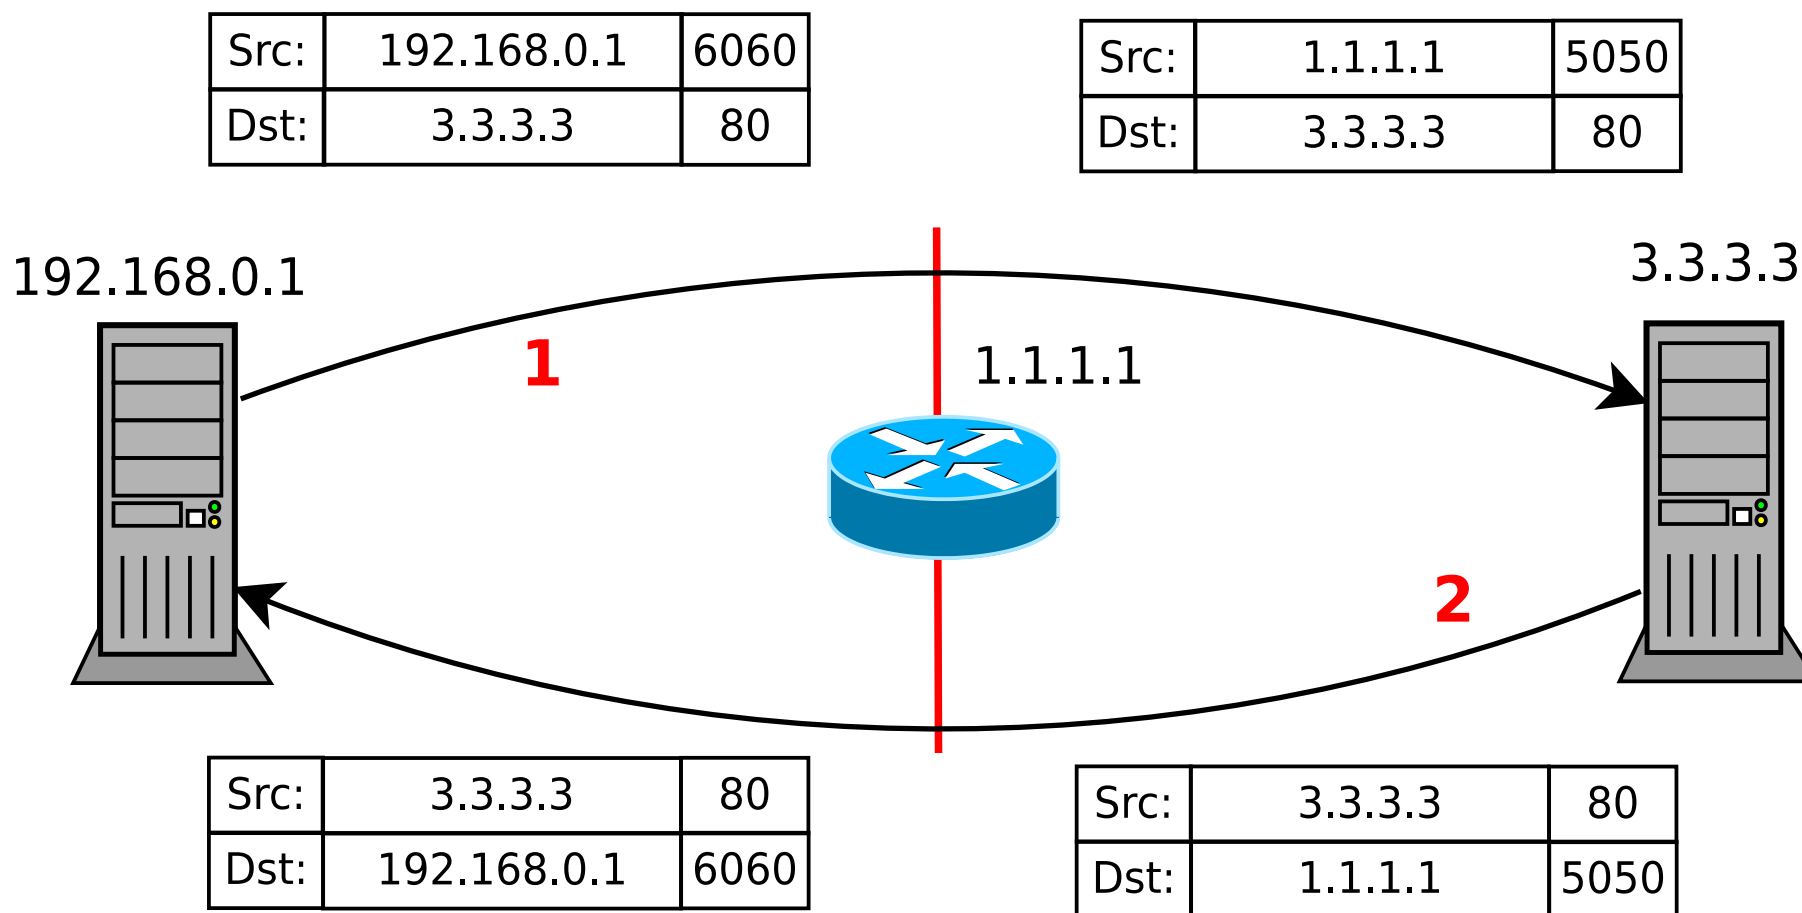 Src: 192.168.0.1 6060
Dst: 3.3.3.3 80
Src: 1.1.1.1 5050
Dst: 3.3.3.3 80
192.168.0.1
3.3.3.3
1
1.1.1.1
2
Src: 3.3.3.3 80
Dst: 192.168.0.1 6060
Src: 3.3.3.3 80
Dst: 1.1.1.1 5050